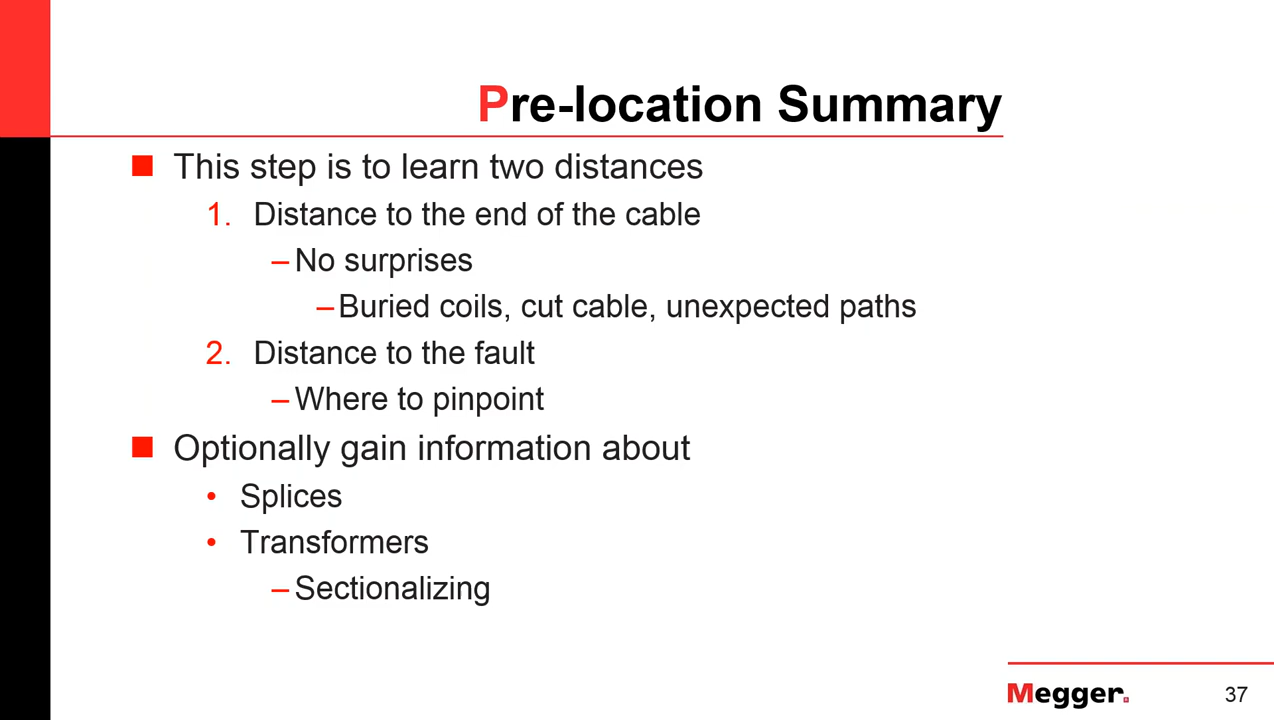 Pre-location Summary
■ This step is to learn two distances
1. Distance to the end of the cable
– No surprises
– Buried coils, cut cable, unexpected paths
2. Distance to the fault
– Where to pinpoint
■ Optionally gain information about
• Splices
• Transformers
– Sectionalizing
Megger.
37